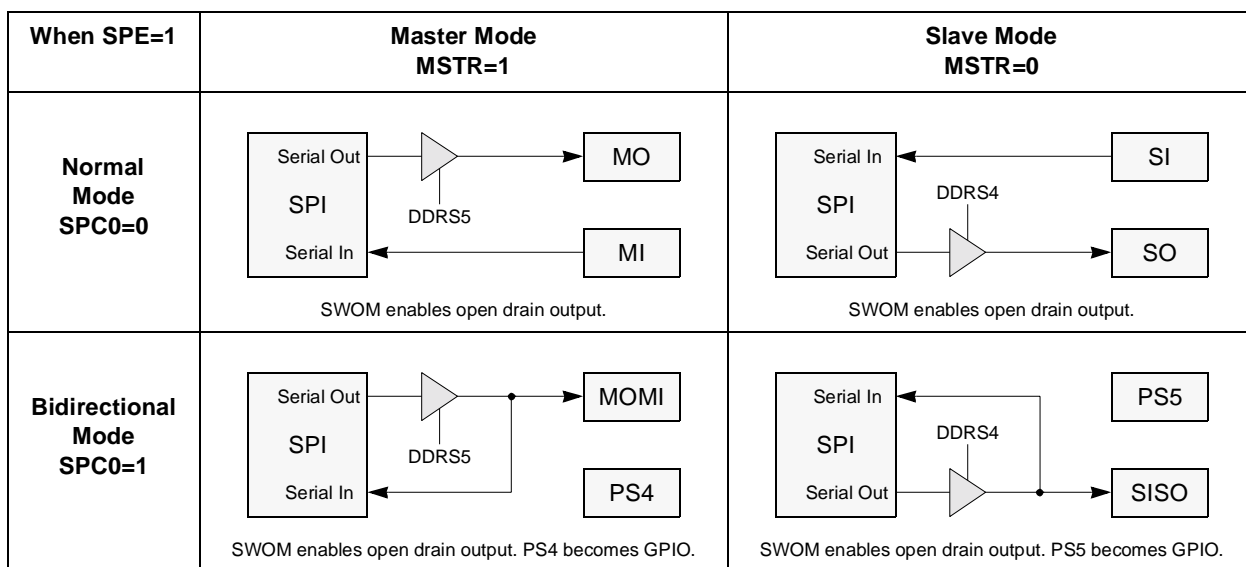 When SPE=1
Master Mode
MSTR=1
Slave Mode
MSTR=0
Normal
Mode
SPC0=0
Serial Out
SPI
Serial In
DDRS5
MO
MI
SWOM enables open drain output.
Serial In
SPI
Serial Out
DDRS4
SI
SO
SWOM enables open drain output.
Bidirectional
Mode
SPC0=1
Serial Out
SPI
Serial In
DDRS5
MOMI
PS4
SWOM enables open drain output. PS4 becomes GPIO.
Serial In
SPI
Serial Out
DDRS4
PS5
SISO
SWOM enables open drain output. PS5 becomes GPIO.